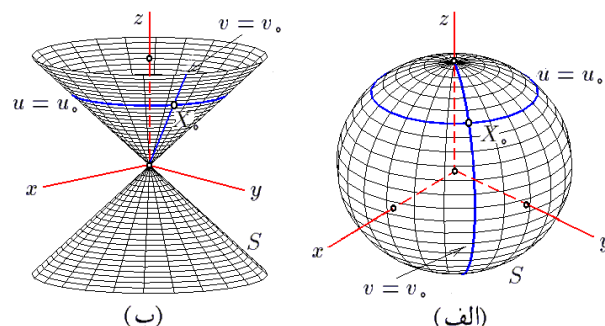 z
v = v∘
u = u∘
X∘
x
y
S
(ب)
z
u = u∘
X∘
x
y
v = v∘
S
(الف)